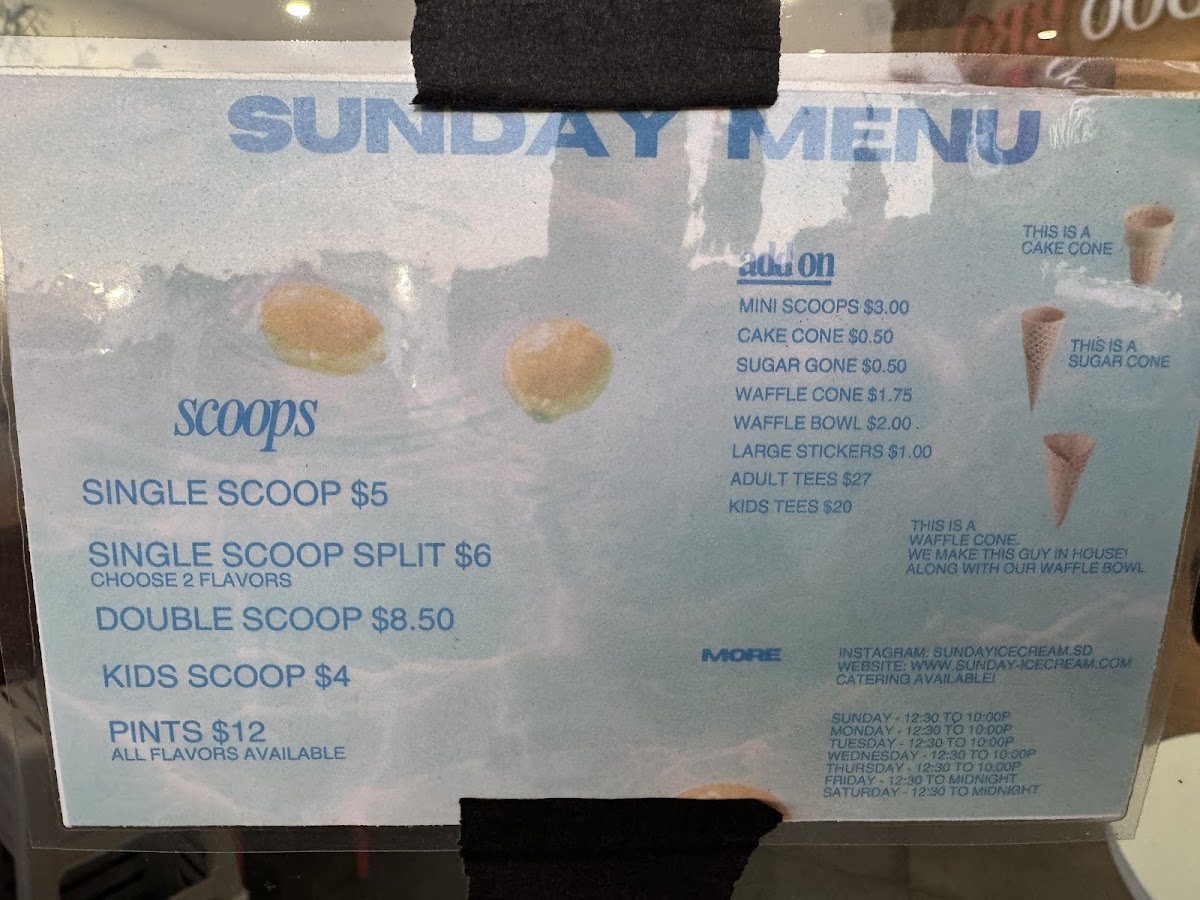 SUNDAY MENU
scoops
SINGLE SCOOP $5
SINGLE SCOOP SPLIT $6
CHOOSE 2 FLAVORS
DOUBLE SCOOP $8.50
KIDS SCOOP $4
PINTS $12
ALL FLAVORS AVAILABLE
add on
MINI SCOOPS $3.00
CAKE CONE $0.50
SUGAR GONE $0.50
WAFFLE CONE $1.75
WAFFLE BOWL $2.00 .
LARGE STICKERS $1.00
ADULT TEES $27
KIDS TEES $20
THIS IS A
CAKE CONE
THIS IS A
SUGAR CONE
THIS IS A
WAFFLE CONE.
WE MAKE THIS GUY IN HOUSE!
ALONG WITH OUR WAFFLE BOWL
MORE
INSTAGRAM: SUNDAYICECREAM.SD
WEBSITE: WWW.SUNDAY-ICECREAM.COM
CATERING AVAILABLE!
SUNDAY - 12:30 TO 10:00P
MONDAY - 12:30 TO 10:00P
TUESDAY - 12:30 TO 10:00P
WEDNESDAY - 12:30 TO 10:00P
THURSDAY - 12:30 TO 10:00P
FRIDAY - 12:30 TO MIDNIGHT
SATURDAY - 12:30 TO MIDNIGHT